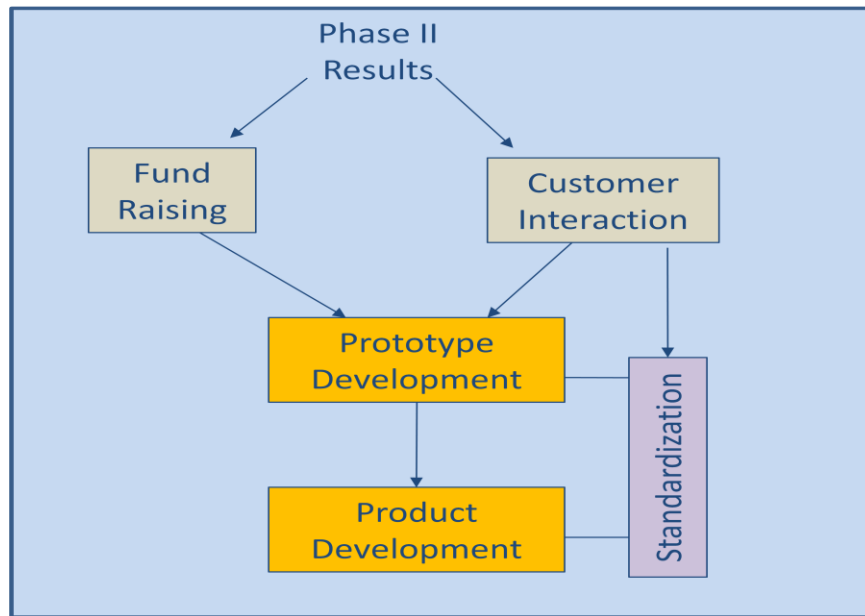 Phase II
Results
Fund
Raising
Customer
Interaction
Prototype
Development
Standardization
Product
Development